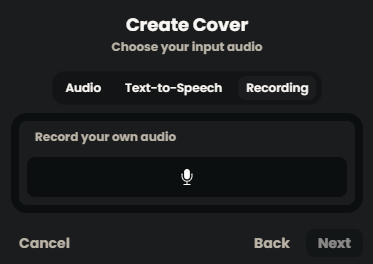 Create Cover
Choose your input audio
Audio Text-to-Speech Recording
Record your own audio
Cancel Back Next